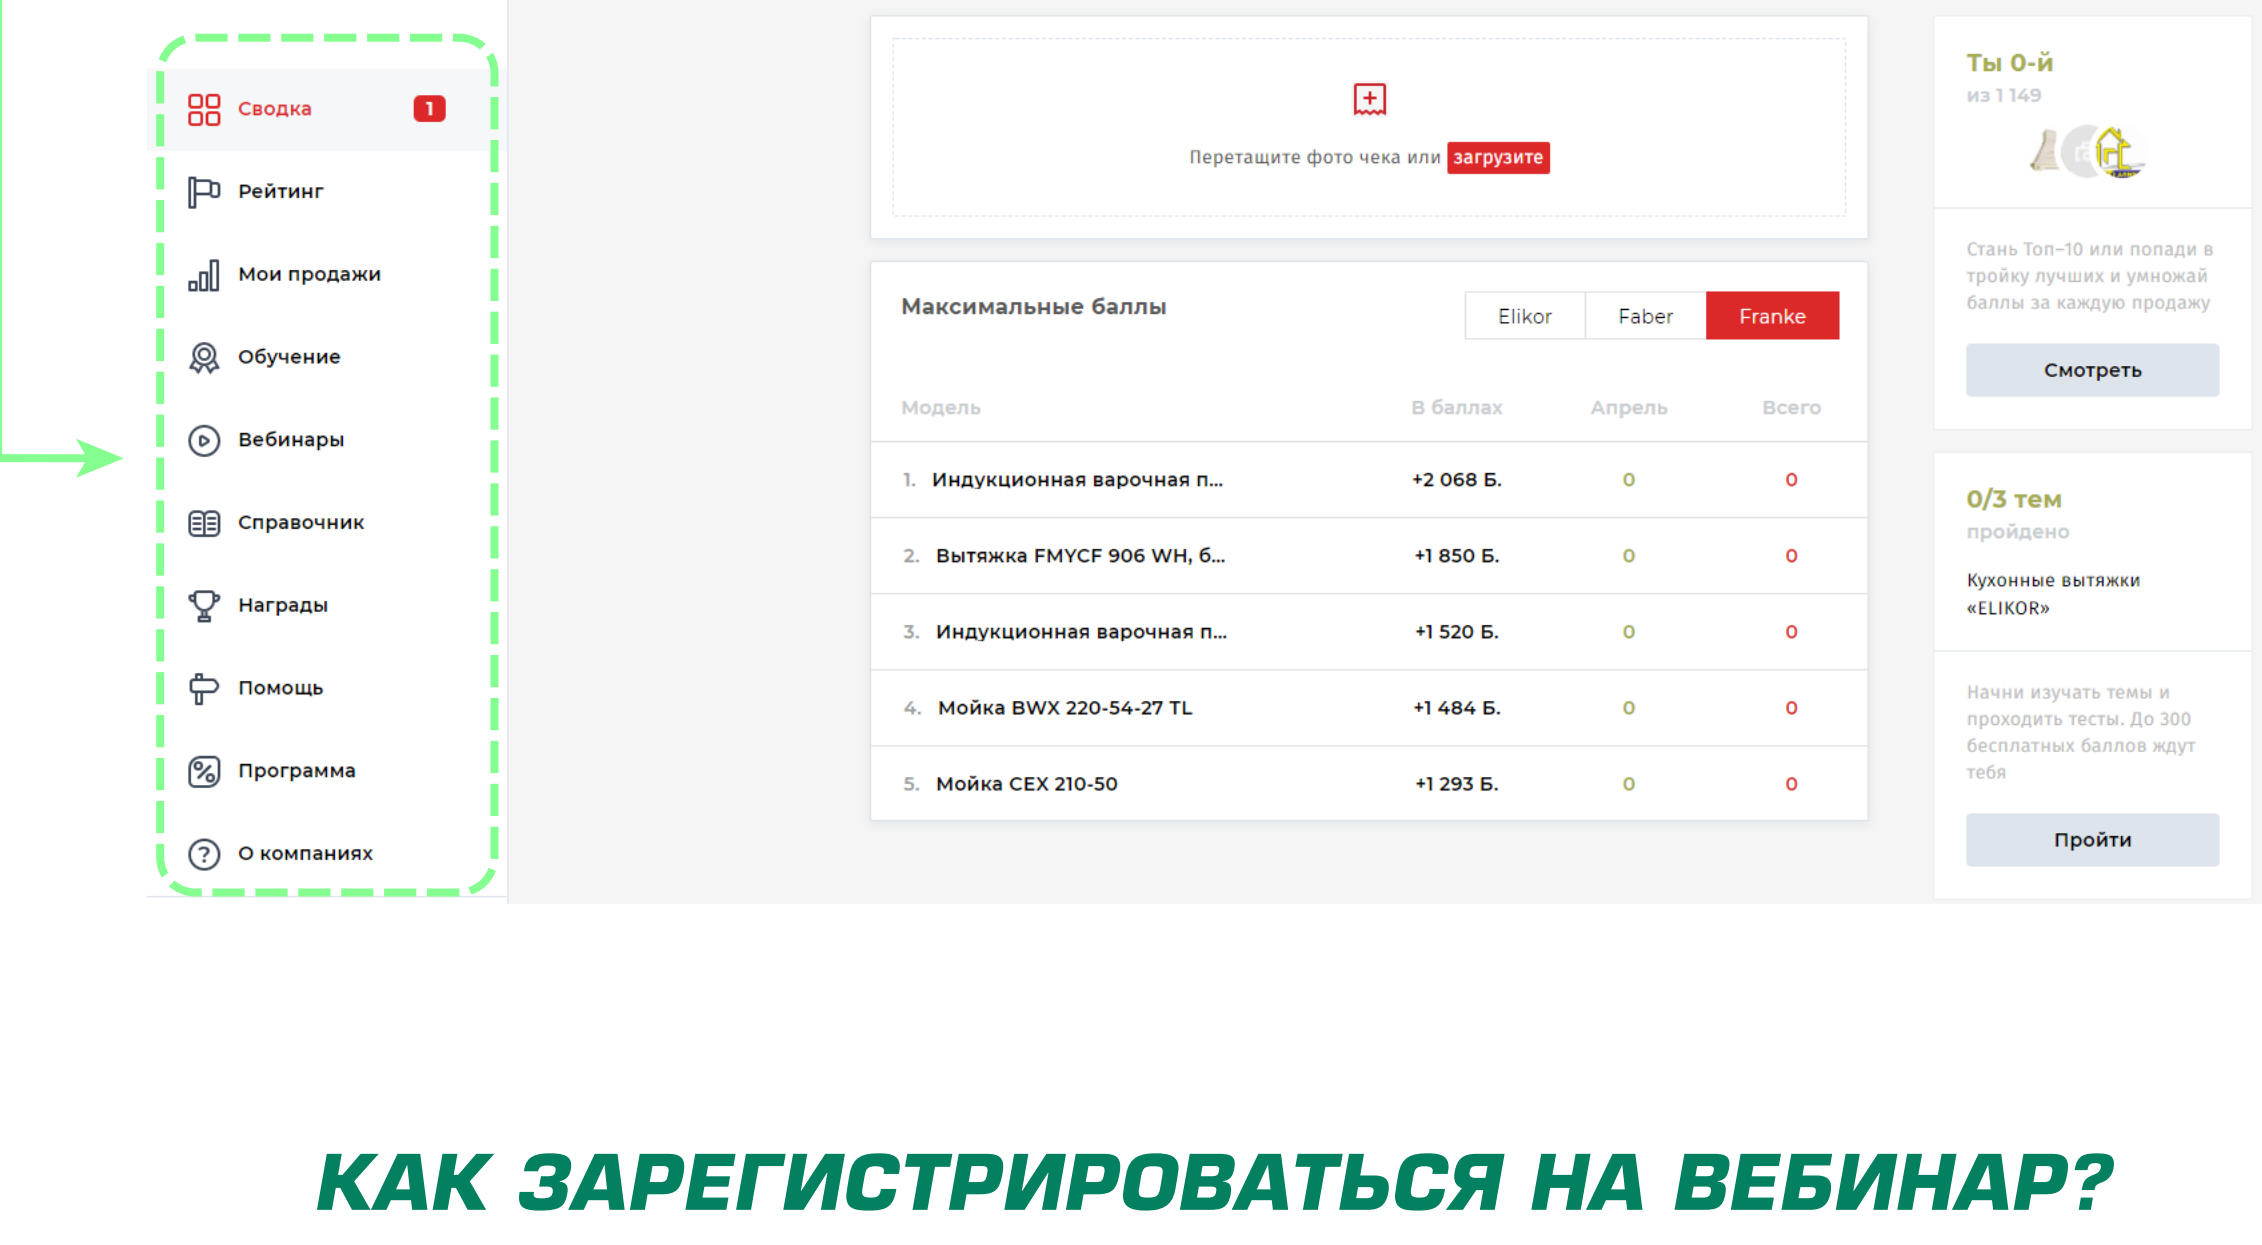 Сводка 1
Рейтинг
Мои продажи
Обучение
Вебинары
Справочник
Награды
Помощь
Программа
О компаниях
Перетащите фото чека или загрузите
Максимальные баллы
Elikor Faber Franke
Модель В баллах Апрель Всего
1. Индукционная варочная п... +2 068 Б. 0 0
2. Вытяжка FMYCF 906 WH, б... +1 850 Б. 0 0
3. Индукционная варочная п... +1 520 Б. 0 0
4. Мойка BWX 220-54-27 TL +1 484 Б. 0 0
5. Мойка CEX 210-50 +1 293 Б. 0 0
Ты 0-й
из 1 149
Стань Топ-10 или попади в
тройку лучших и умножай
баллы за каждую продажу
Смотреть
0/3 тем
пройдено
Кухонные вытяжки
«ELIKOR»
Начни изучать темы и
проходить тесты. До 300
бесплатных баллов ждут
тебя
Пройти
КАК ЗАРЕГИСТРИРОВАТЬСЯ НА ВЕБИНАР?